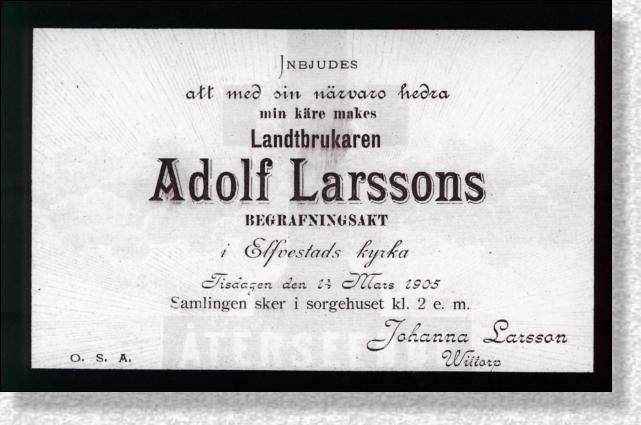 INBJUDES
att med sin närvaro hedra
min käre makes
Landtbrukaren
Adolf Larssons
BEGRAFNINGSAKT
i Elfvestads kyrka
Tisdagen den 14 Mars 1905
Samlingen sker i sorgehuset kl. 2 e. m.
Johanna Larsson
Wittorp
O. S. A.